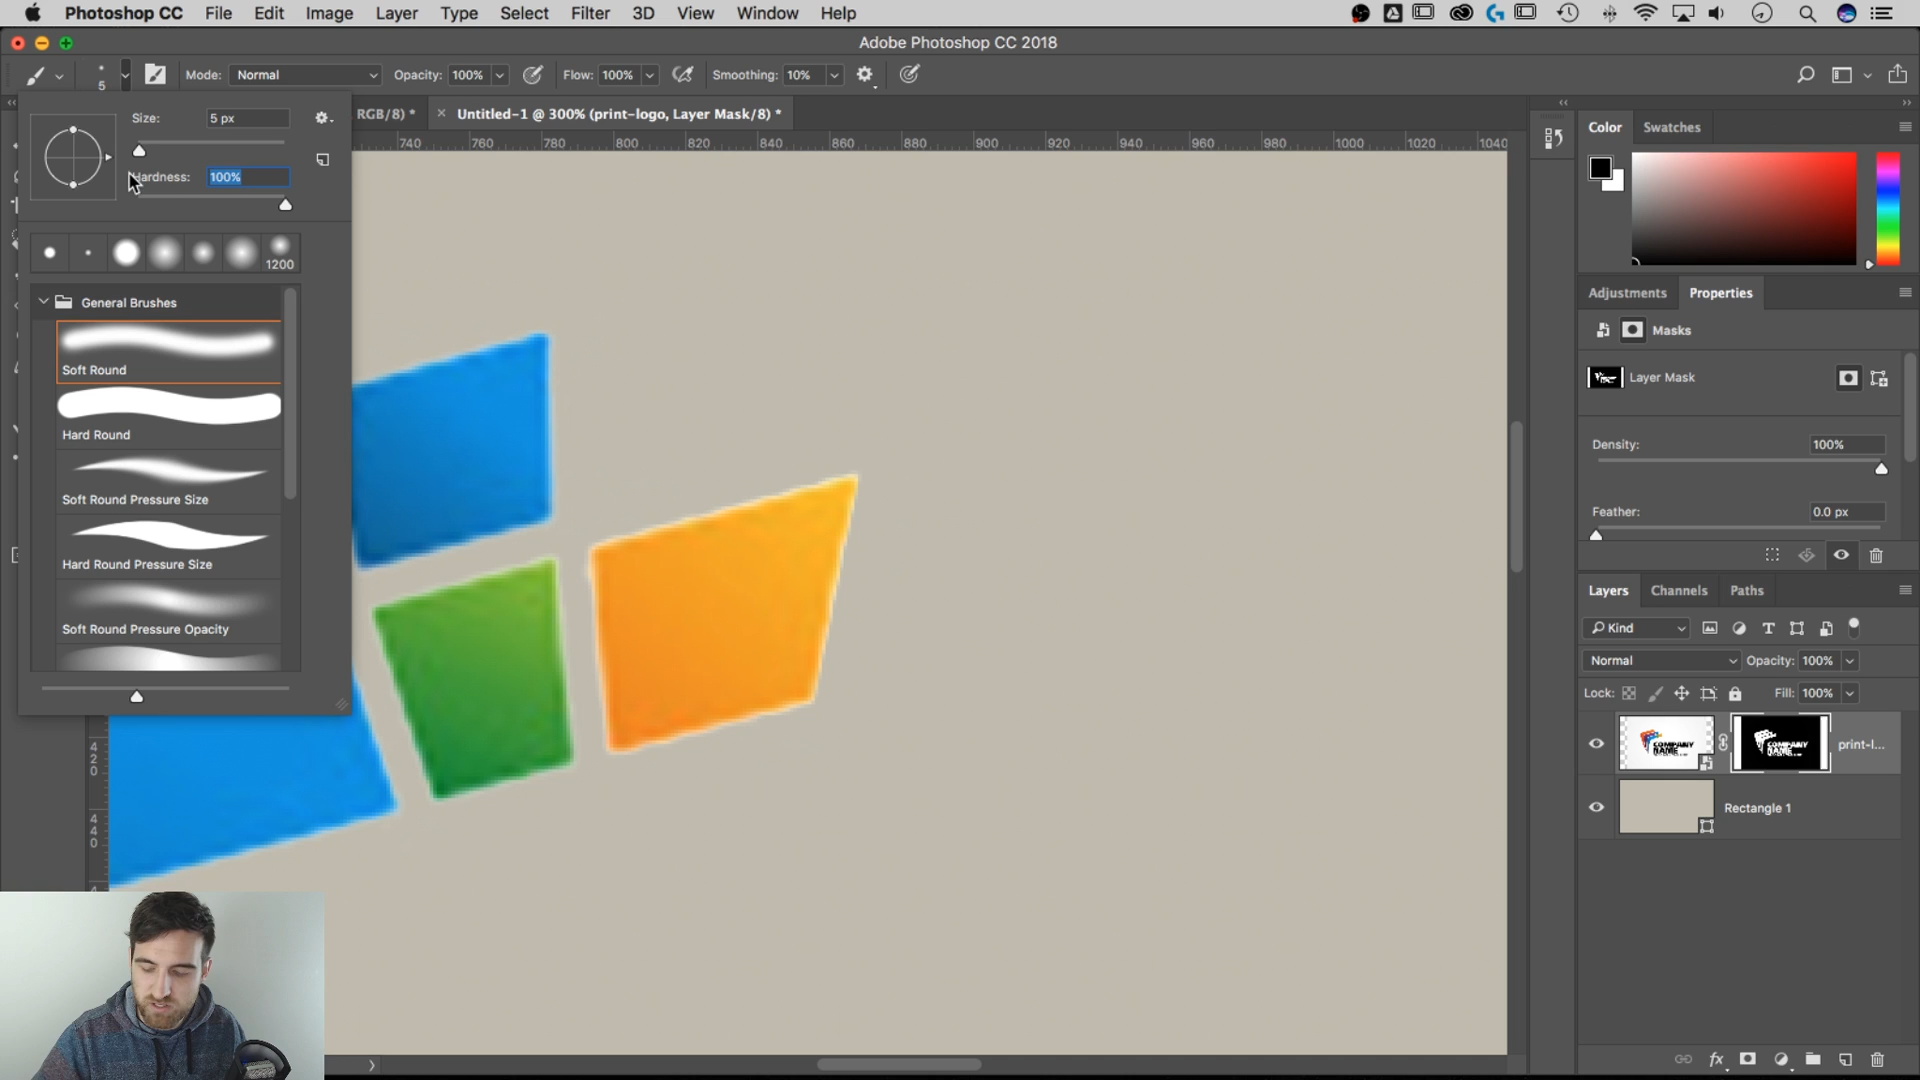 Photoshop CC File Edit Image Layer Type Select Filter 3D View Window Help
Adobe Photoshop CC 2018
5 Mode: Normal Opacity: 100% Flow: 100% Smoothing: 10%
RGB/8) * × Untitled-1 @ 300% (print-logo, Layer Mask/8) *
740 760 780 800 820 840 860 880 900 920 940 960 980 1000 1020 1040
Size: 5 px
Hardness: 100%
1200
General Brushes
Soft Round
Hard Round
Soft Round Pressure Size
Hard Round Pressure Size
Soft Round Pressure Opacity
420
440
4
Color Swatches
Adjustments Properties
Masks
Layer Mask
Density: 100%
Feather: 0.0 px
Layers Channels Paths
Kind
Normal Opacity: 100%
Lock: Fill: 100%
COMPANY NAME
COMPANY NAME
print-l...
Rectangle 1
fx